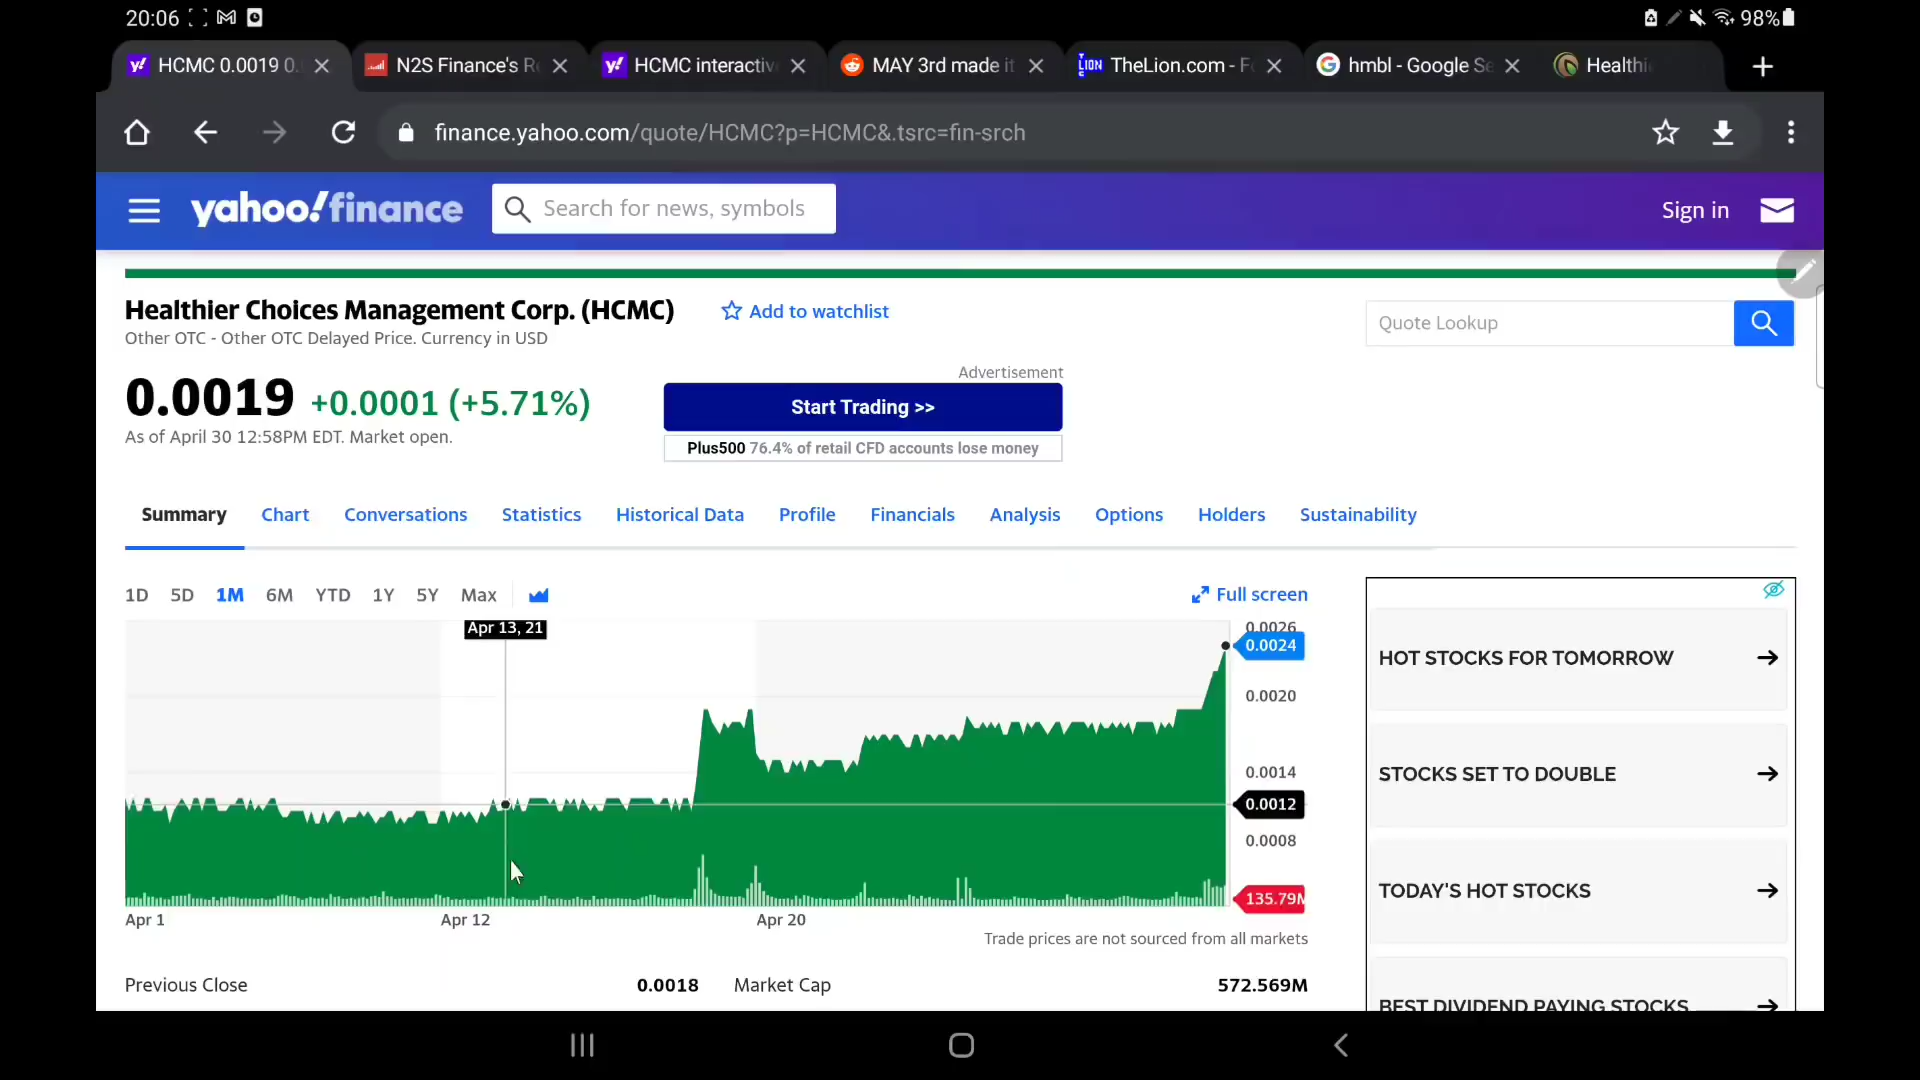 20:06
98%
HCMC 0.0019 0.
N2S Finance's R
HCMC interactiv
MAY 3rd made it
LION
TheLion.com - F
hmbl - Google Se
Healthi
finance.yahoo.com/quote/HCMC?p=HCMC&.tsrc=fin-srch
yahoo!finance
Search for news, symbols
Sign in
Healthier Choices Management Corp. (HCMC)
Add to watchlist
Other OTC - Other OTC Delayed Price. Currency in USD
Quote Lookup
Advertisement
0.0019 +0.0001 (+5.71%)
Start Trading >>
As of April 30 12:58PM EDT. Market open.
Plus500 76.4% of retail CFD accounts lose money
Summary
Chart
Conversations
Statistics
Historical Data
Profile
Financials
Analysis
Options
Holders
Sustainability
1D 5D 1M 6M YTD 1Y 5Y Max
Full screen
Apr 13, 21
0.0026
0.0024
0.0020
0.0014
0.0012
0.0008
135.79M
Apr 1
Apr 12
Apr 20
Trade prices are not sourced from all markets
Previous Close 0.0018
Market Cap 572.569M
HOT STOCKS FOR TOMORROW
STOCKS SET TO DOUBLE
TODAY'S HOT STOCKS
BEST DIVIDEND PAYING STOCKS